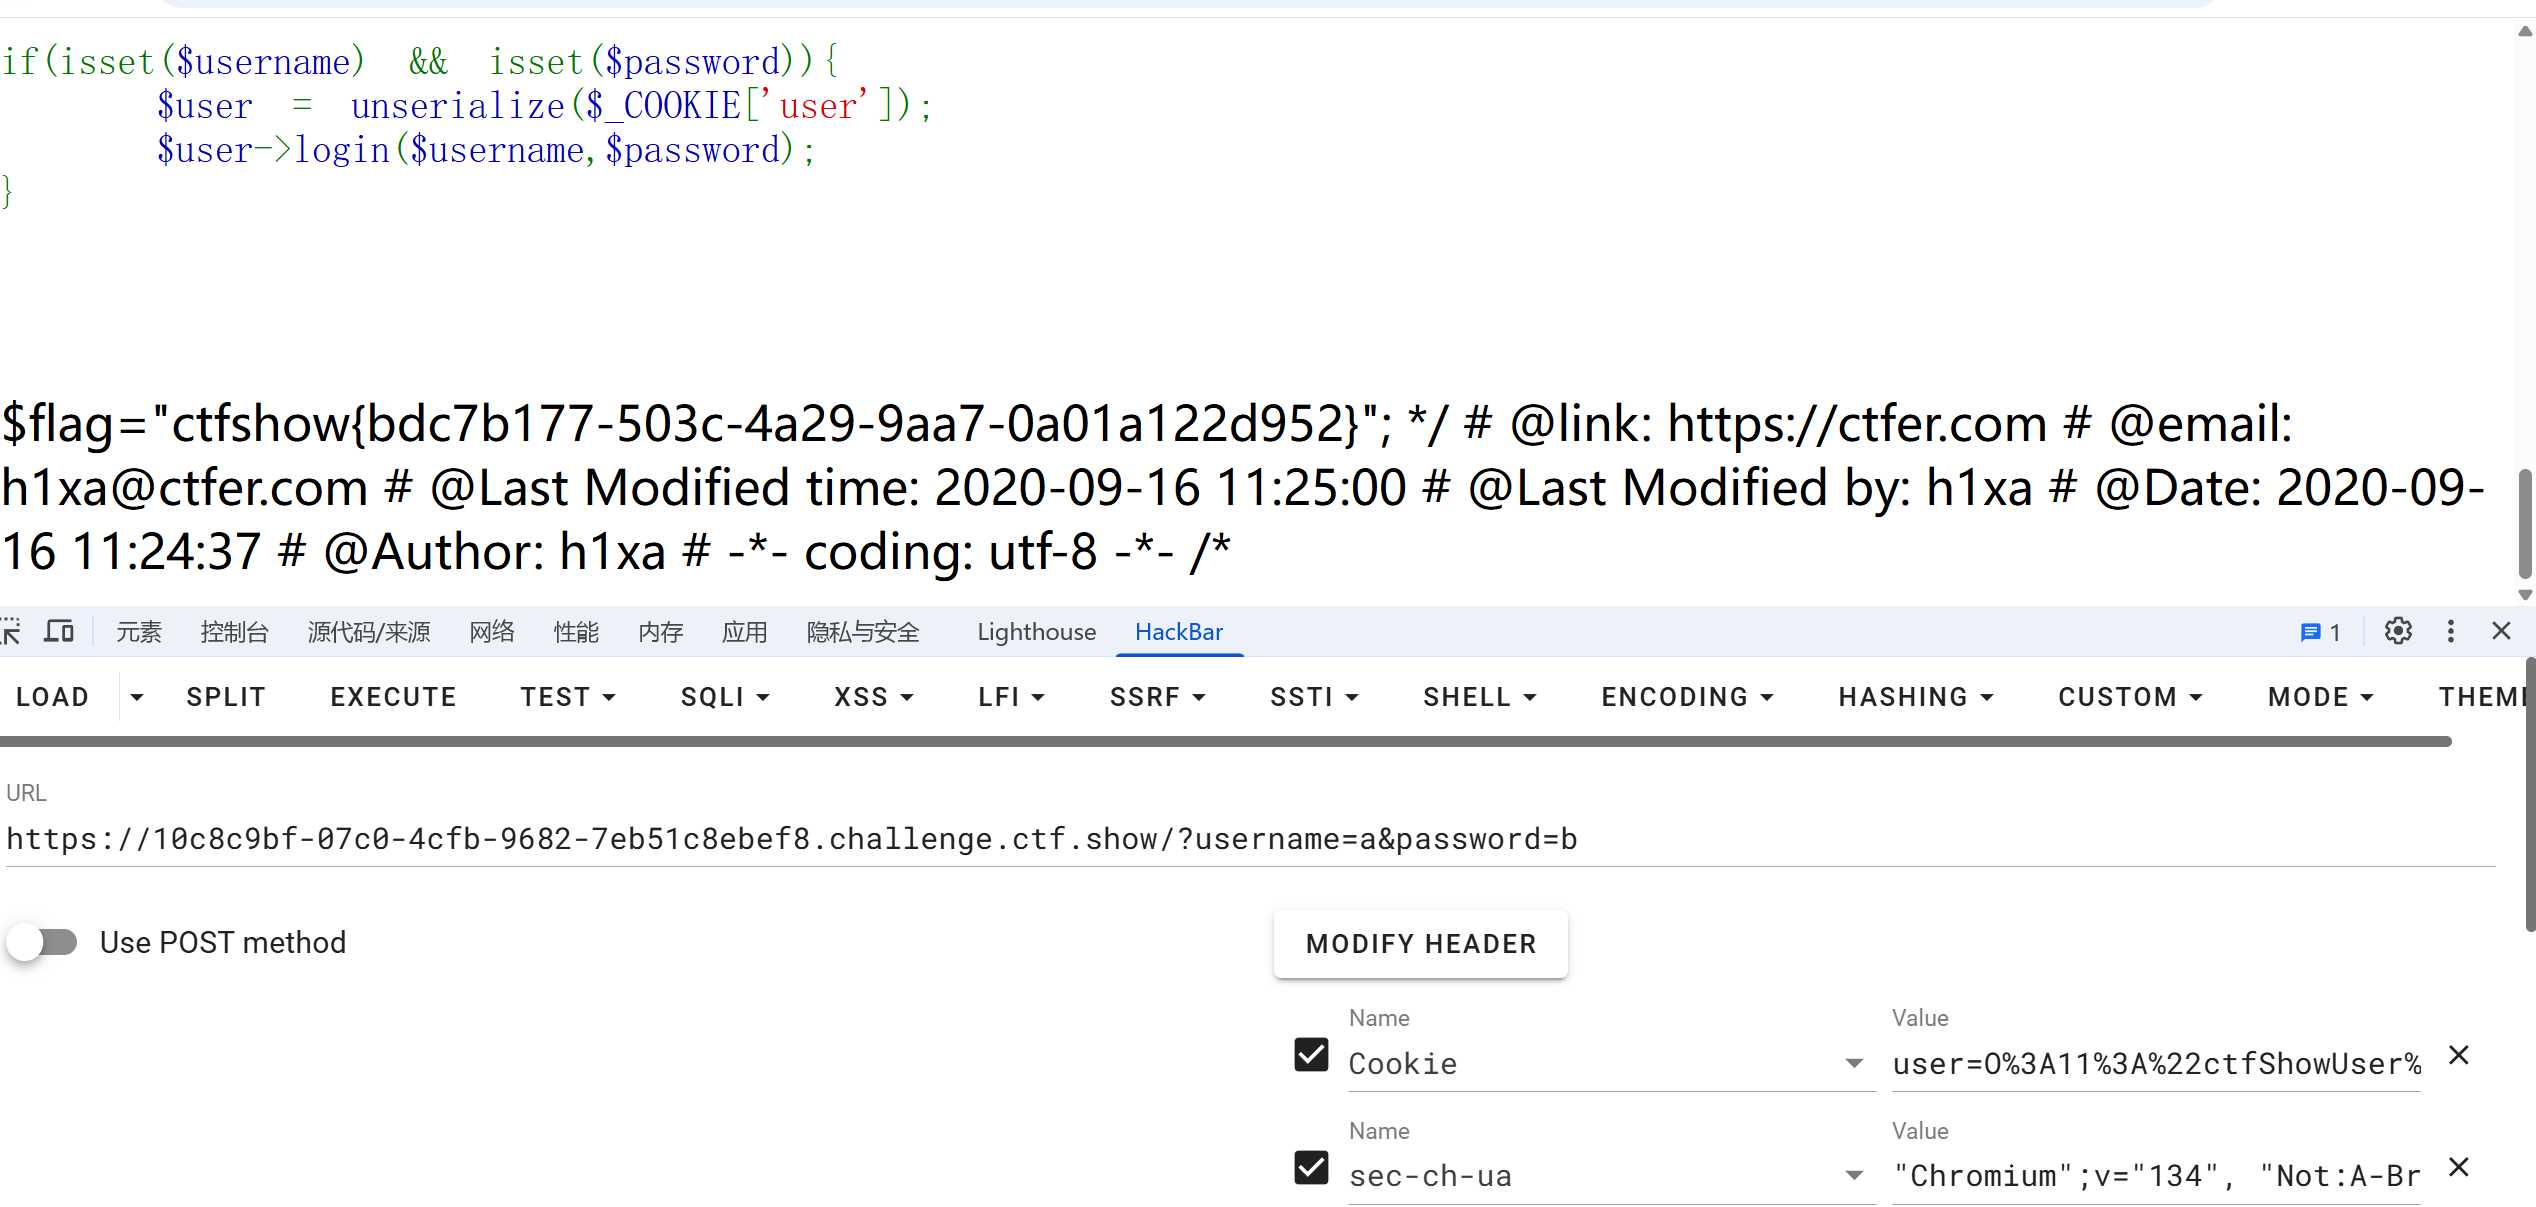 if(isset($username) && isset($password)){
$user = unserialize($_COOKIE['user']);
$user->login($username,$password);
}
$flag="ctfshow{bdc7b177-503c-4a29-9aa7-0a01a122d952}"; */ # @link: https://ctfer.com # @email:
h1xa@ctfer.com # @Last Modified time: 2020-09-16 11:25:00 # @Last Modified by: h1xa # @Date: 2020-09-
16 11:24:37 # @Author: h1xa # -*- coding: utf-8 -*- /*
元素 控制台 源代码/来源 网络 性能 内存 应用 隐私与安全 Lighthouse HackBar 1
LOAD SPLIT EXECUTE TEST SQLI XSS LFI SSRF SSTI SHELL ENCODING HASHING CUSTOM MODE THEME
URL
https://10c8c9bf-07c0-4cfb-9682-7eb51c8ebef8.challenge.ctf.show/?username=a&password=b
Use POST method
MODIFY HEADER
Name Value
Cookie user=O%3A11%3A%22ctfShowUser%
Name Value
sec-ch-ua "Chromium";v="134", "Not:A-Br